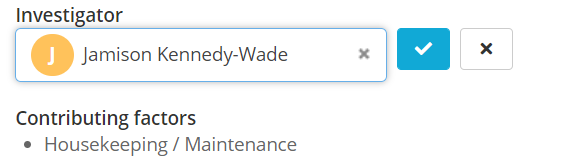 Investigator
J Jamison Kennedy-Wade
Contributing factors
Housekeeping / Maintenance